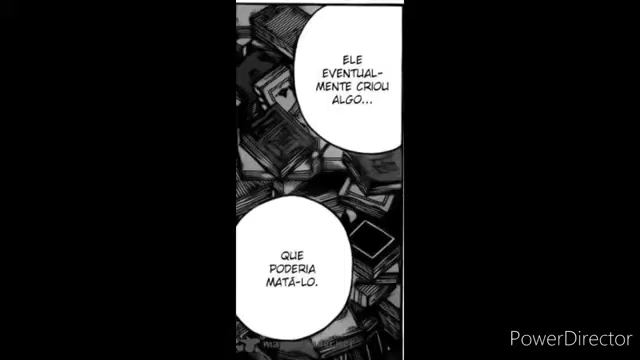 ELE
EVENTUAL-
MENTE CRIOU
ALGO...
QUE
PODERIA
MATÁ-LO.
PowerDirector